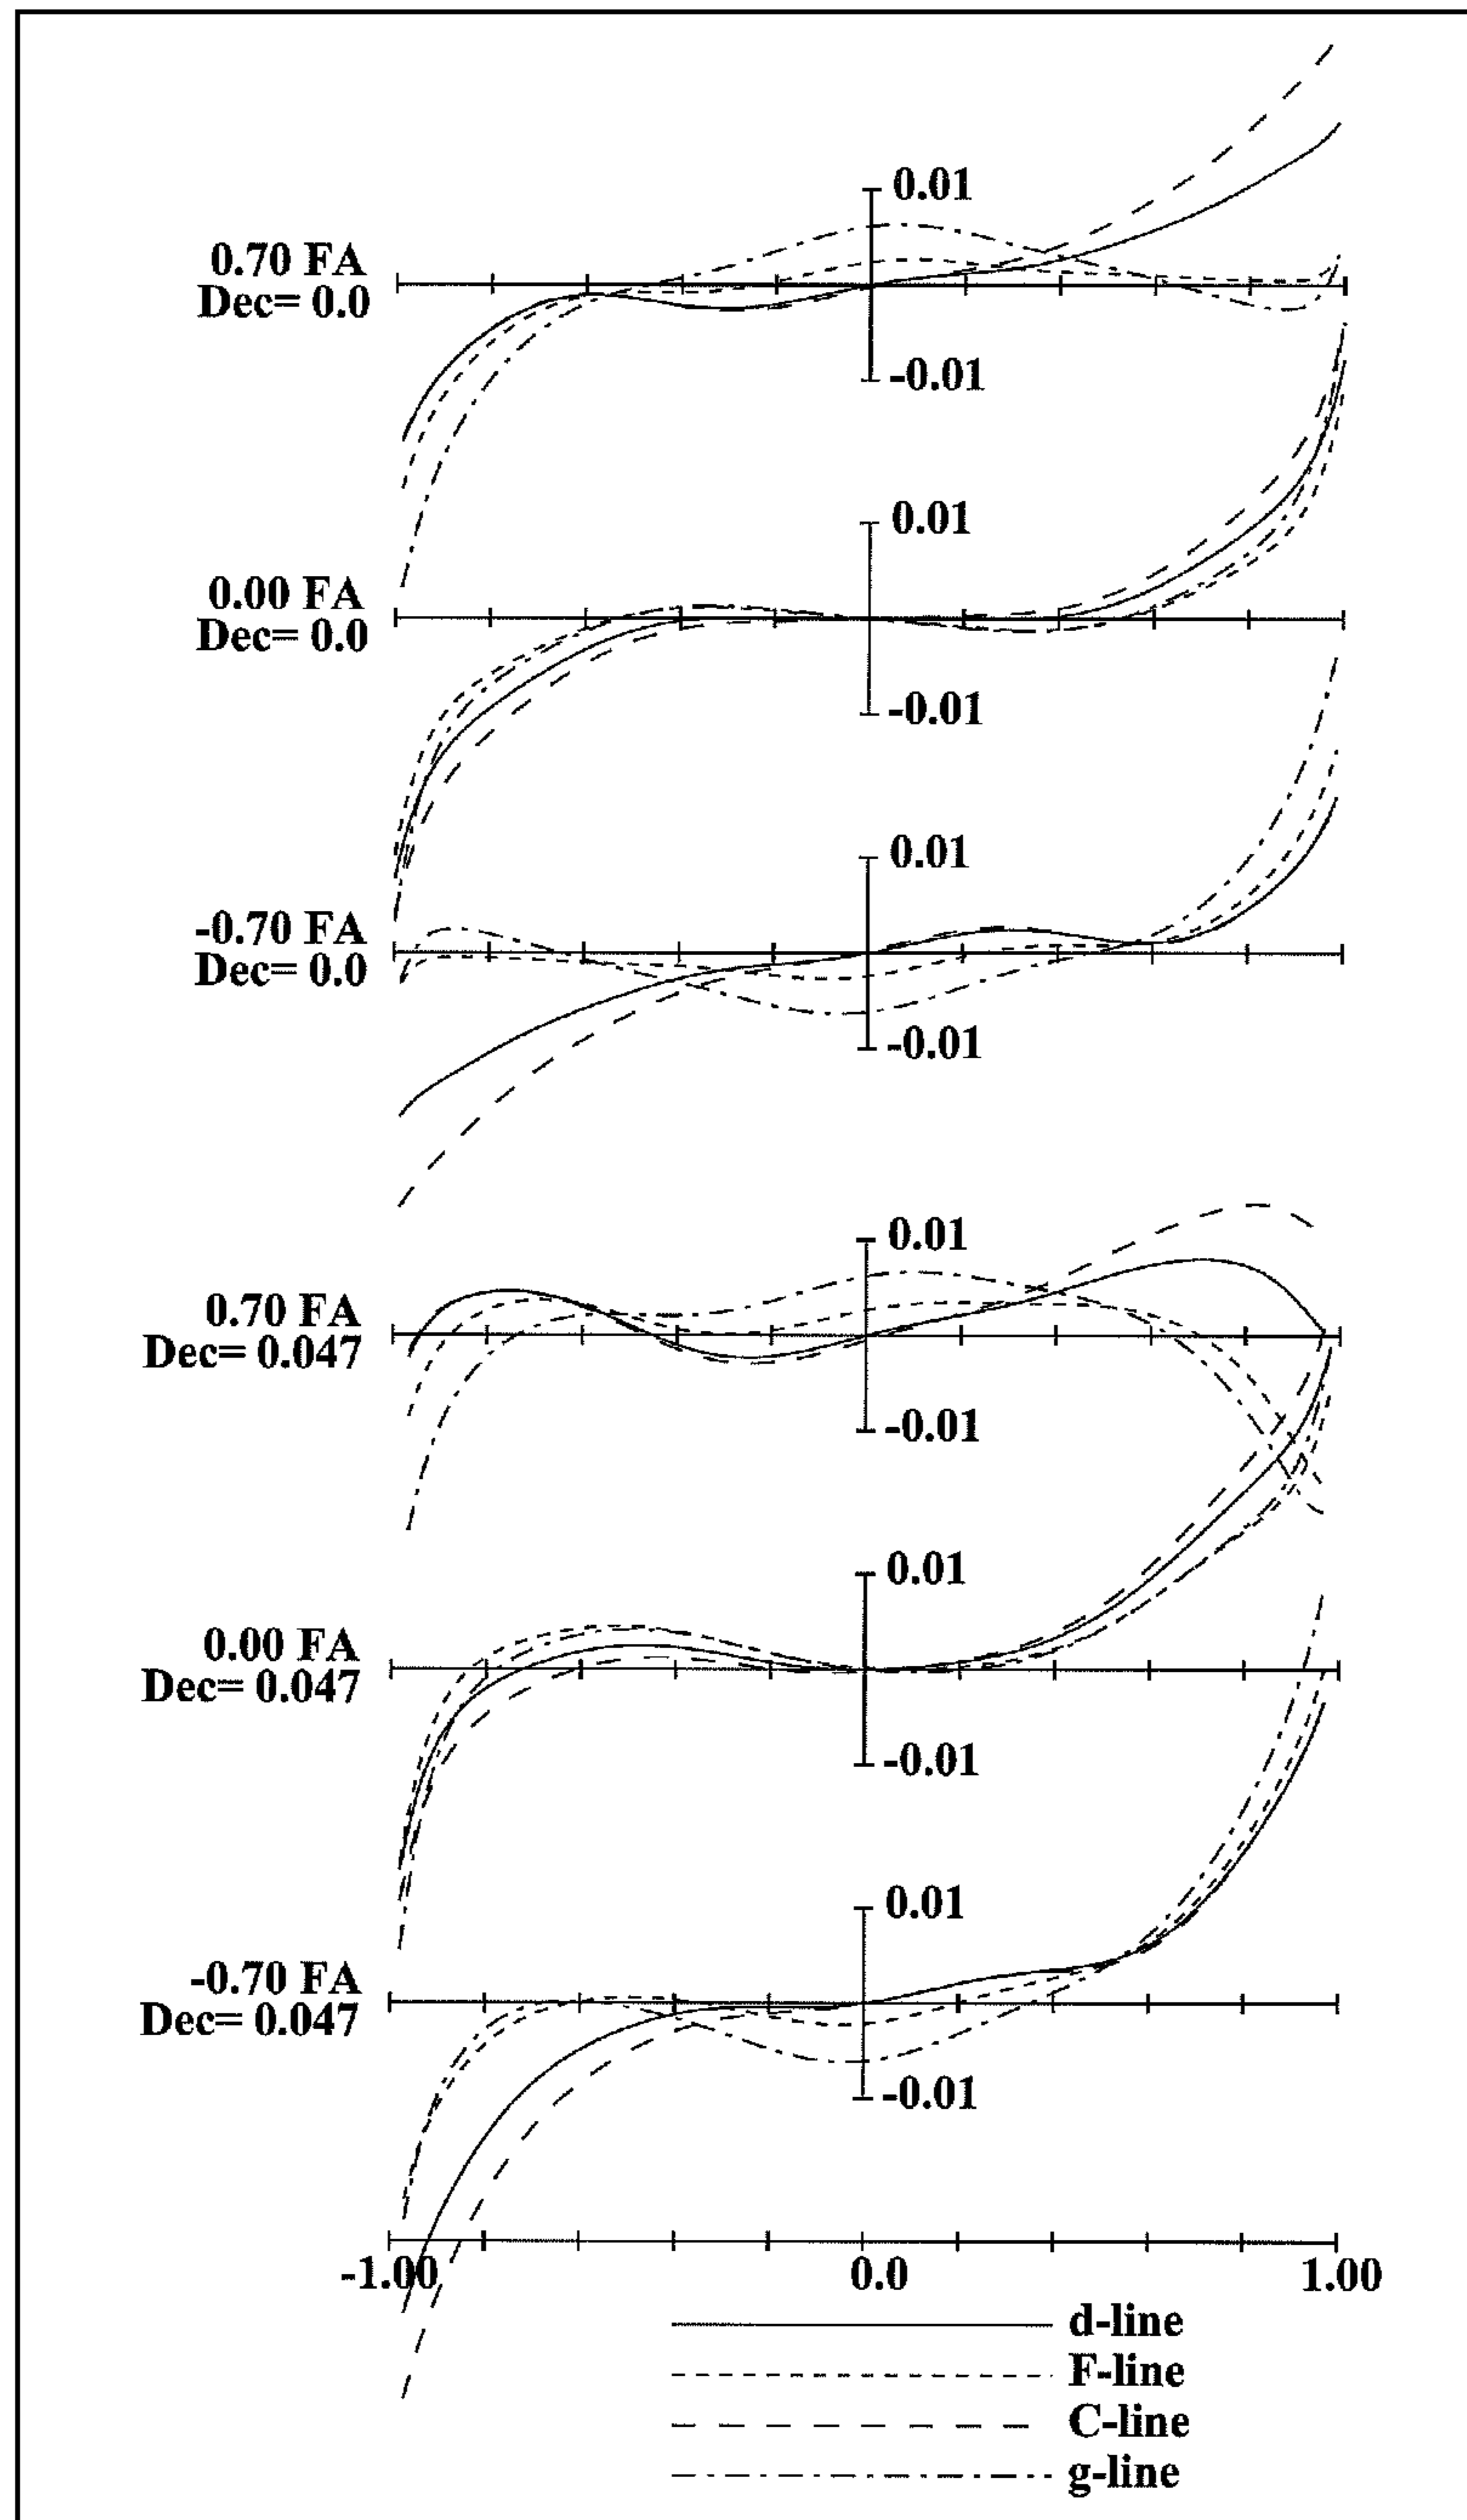 0.01
0.70 FA
Dec= 0.0
-0.01
0.01
0.00 FA
Dec= 0.0
-0.01
0.01
-0.70 FA
Dec= 0.0
-0.01
0.01
0.70 FA
Dec= 0.047
-0.01
0.01
0.00 FA
Dec= 0.047
-0.01
0.01
-0.70 FA
Dec= 0.047
-0.01
-1.00 0.0 1.00
d-line
F-line
C-line
g-line